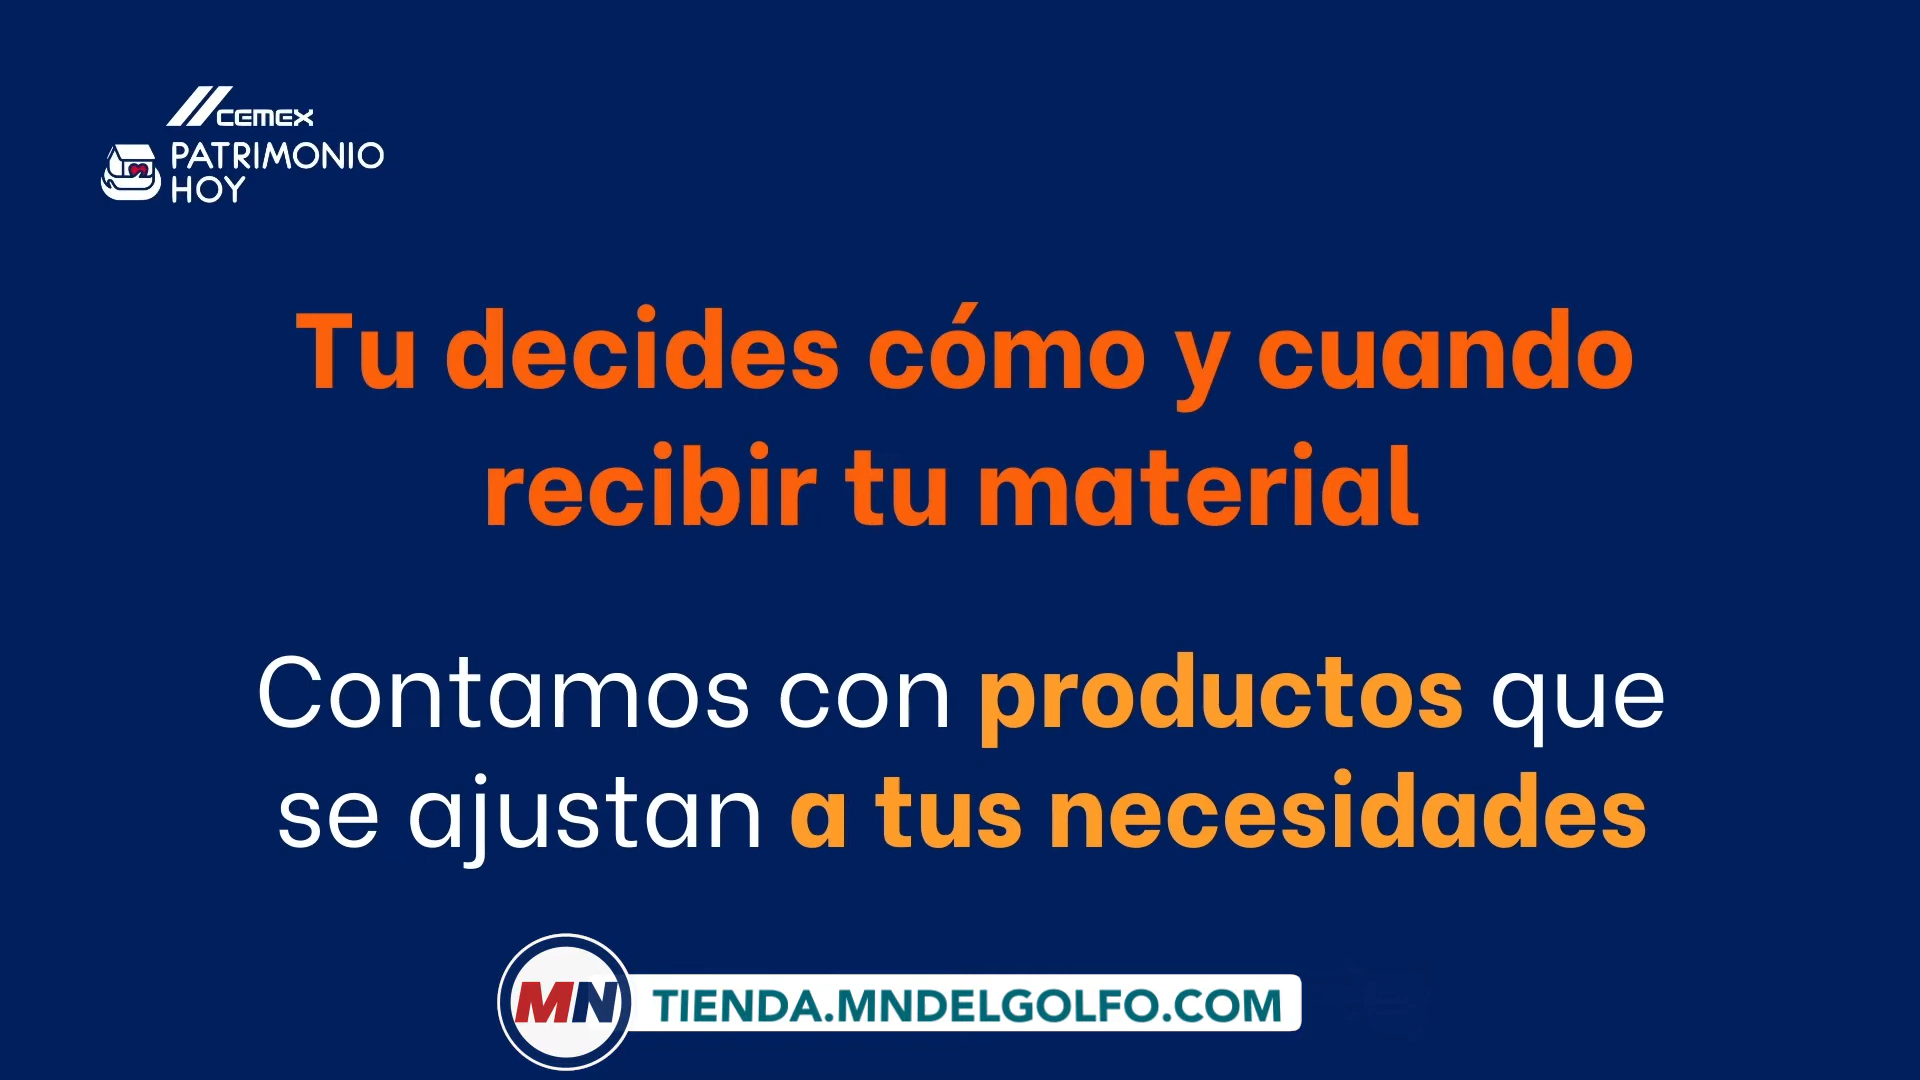 CEMEX
PATRIMONIO
HOY
Tu decides cómo y cuando
recibir tu material
Contamos con productos que
se ajustan a tus necesidades
MN
TIENDA.MNDELGOLFO.COM